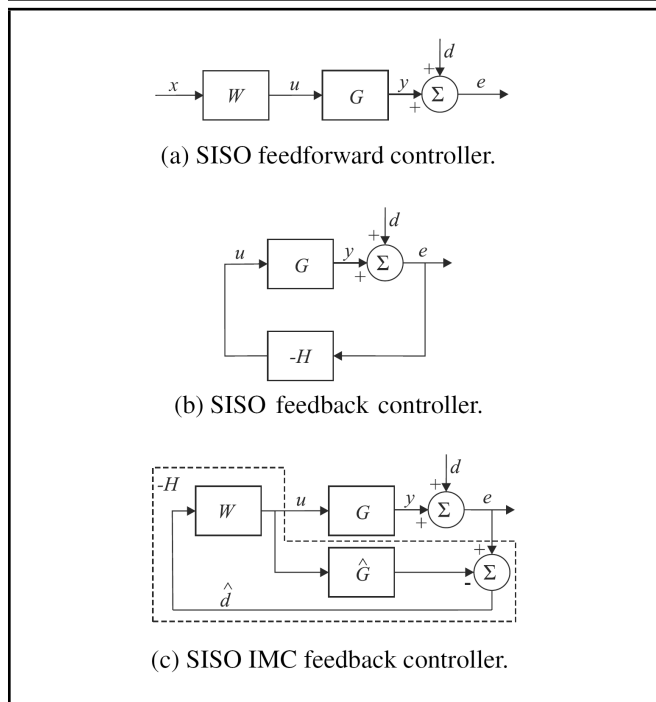 d
+
x W u G y Σ e
+
(a) SISO feedforward controller.
d
u G + y Σ e
+
-H
(b) SISO feedback controller.
-H
d
W u G + y Σ e
+
+
Ĝ Σ
-
d̂
(c) SISO IMC feedback controller.